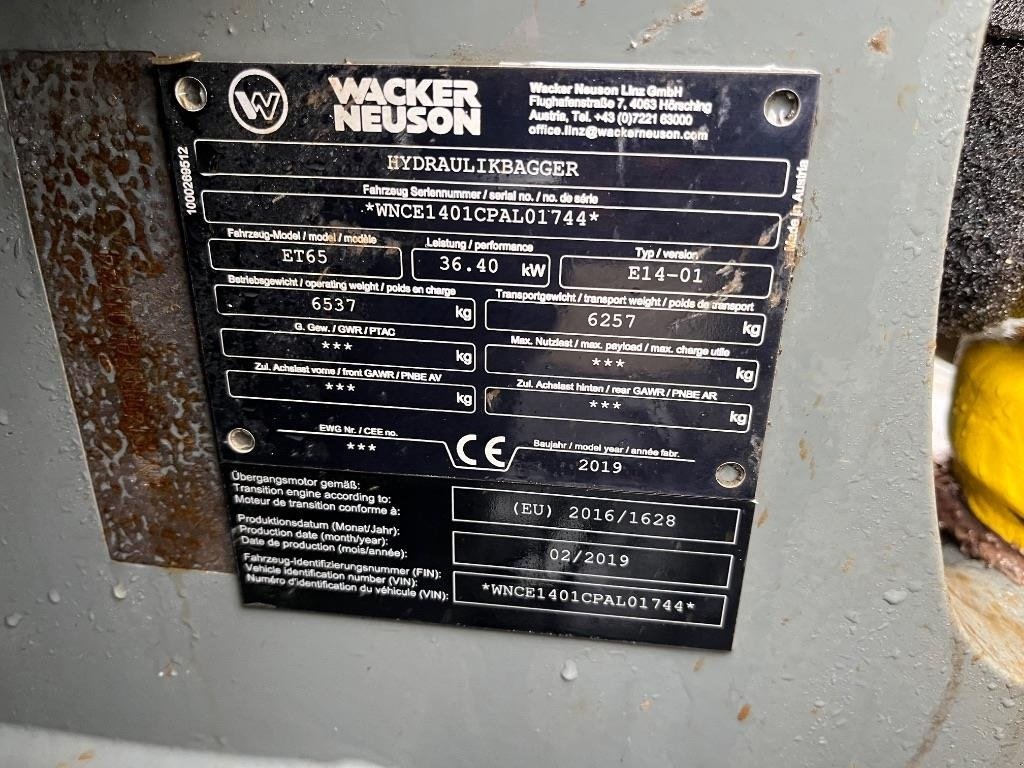 WACKER
NEUSON
Wacker Neuson Linz GmbH
Flughafenstraße 7, 4063 Hörsching
Austria, Tel. +43 (0)7221 63000
office.linz@wackerneuson.com
1000269512
HYDRAULIKBAGGER
Made in Austria
Fahrzeug Seriennummer / serial no. / no. de série
*WNCE1401CPAL01744*
Fahrzeug-Model / model / modèle
ET65
Leistung / performance
36.40 kW
Typ / version
E14-01
Betriebsgewicht / operating weight / poids en charge
6537 kg
Transportgewicht / transport weight / poids de transport
6257 kg
G. Gew. / GWR / PTAC
*** kg
Max. Nutzlast / max. payload / max. charge utile
*** kg
Zul. Achslast vorne / front GAWR / PNBE AV
*** kg
Zul. Achslast hinten / rear GAWR / PNBE AR
*** kg
EWG Nr. / CEE no.
***
CE
Baujahr / model year / année fabr.
2019
Übergangsmotor gemäß:
Transition engine according to:
Moteur de transition conforme à:
(EU) 2016/1628
Produktionsdatum (Monat/Jahr):
Production date (month/year):
Date de production (mois/année):
02/2019
Fahrzeug-Identifizierungsnummer (FIN):
Vehicle identification number (VIN):
Numéro d'identification du véhicule (VIN):
*WNCE1401CPAL01744*